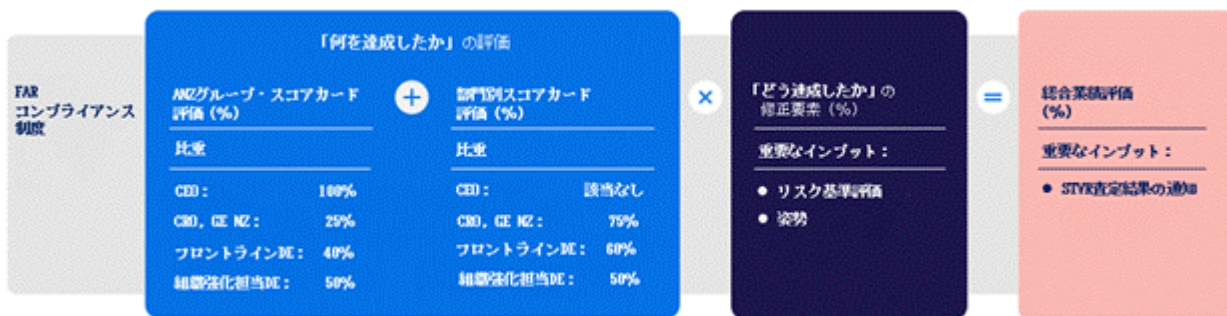 FAR
コンプライアンス
制度
「何を達成したか」の評価
ANZグループ・スコアカード
評価 (%)
比重
CEO： 100%
CRO, GE NZ： 25%
フロントラインDE： 40%
組織強化担当DE： 50%
+
部門別スコアカード
評価 (%)
比重
CEO： 該当なし
CRO, GE NZ： 75%
フロントラインDE： 60%
組織強化担当DE： 50%
×
「どう達成したか」の
修正要素 (%)
重要なインプット：
● リスク基準評価
● 姿勢
=
総合業績評価
(%)
重要なインプット：
● STVR査定結果の通知